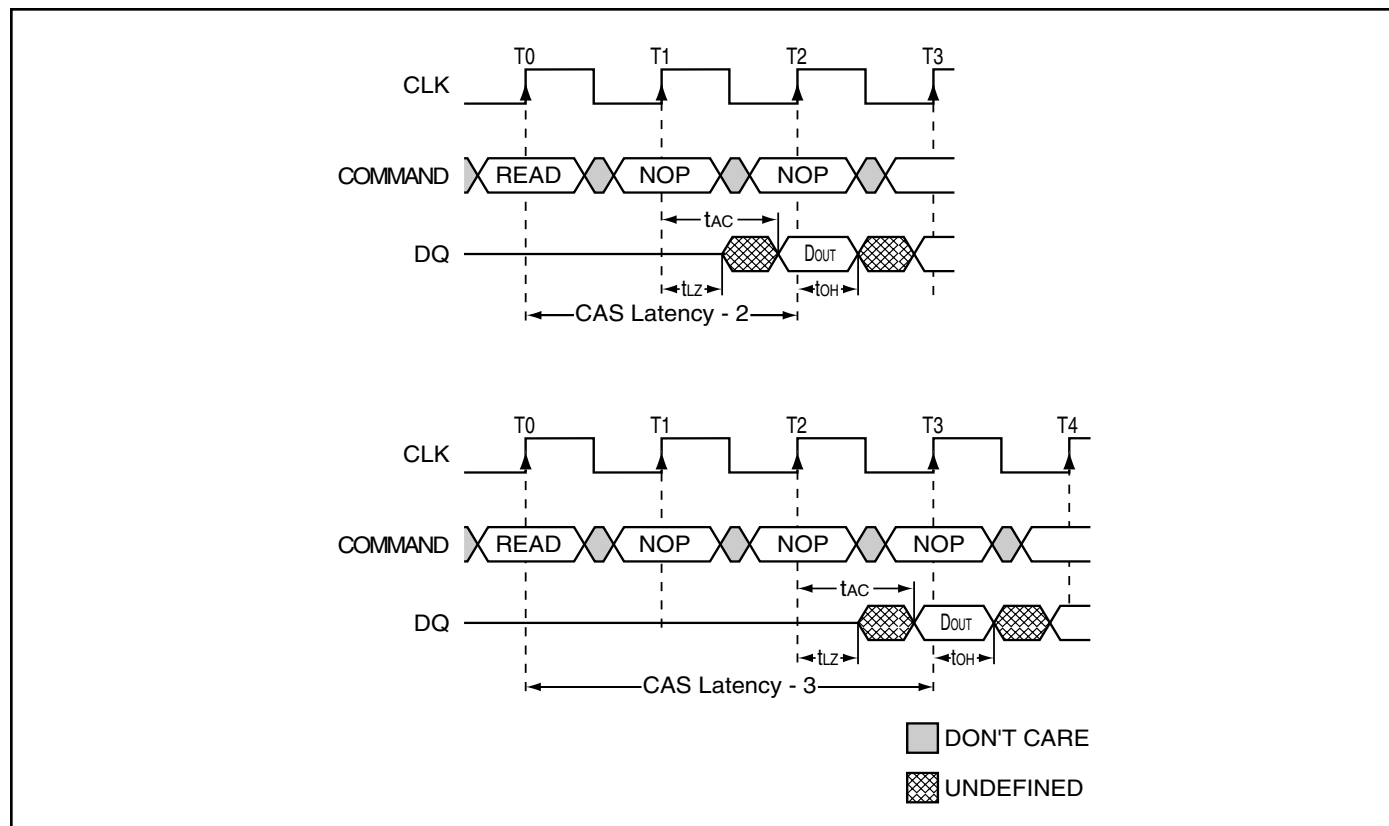 T0 T1 T2 T3
CLK
COMMAND READ NOP NOP
tAC
DQ DOUT
tLZ tOH
CAS Latency - 2
T0 T1 T2 T3 T4
CLK
COMMAND READ NOP NOP NOP
tAC
DQ DOUT
tLZ tOH
CAS Latency - 3
DON'T CARE
UNDEFINED